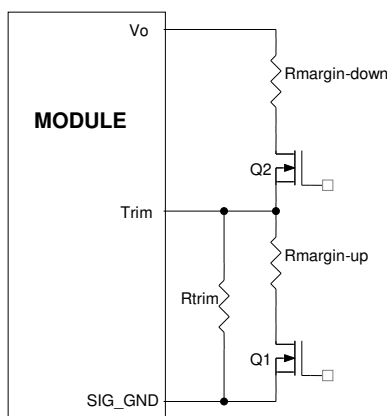 Vo
Rmargin-down
MODULE
Q2
Trim
Rmargin-up
Rtrim
Q1
SIG_GND